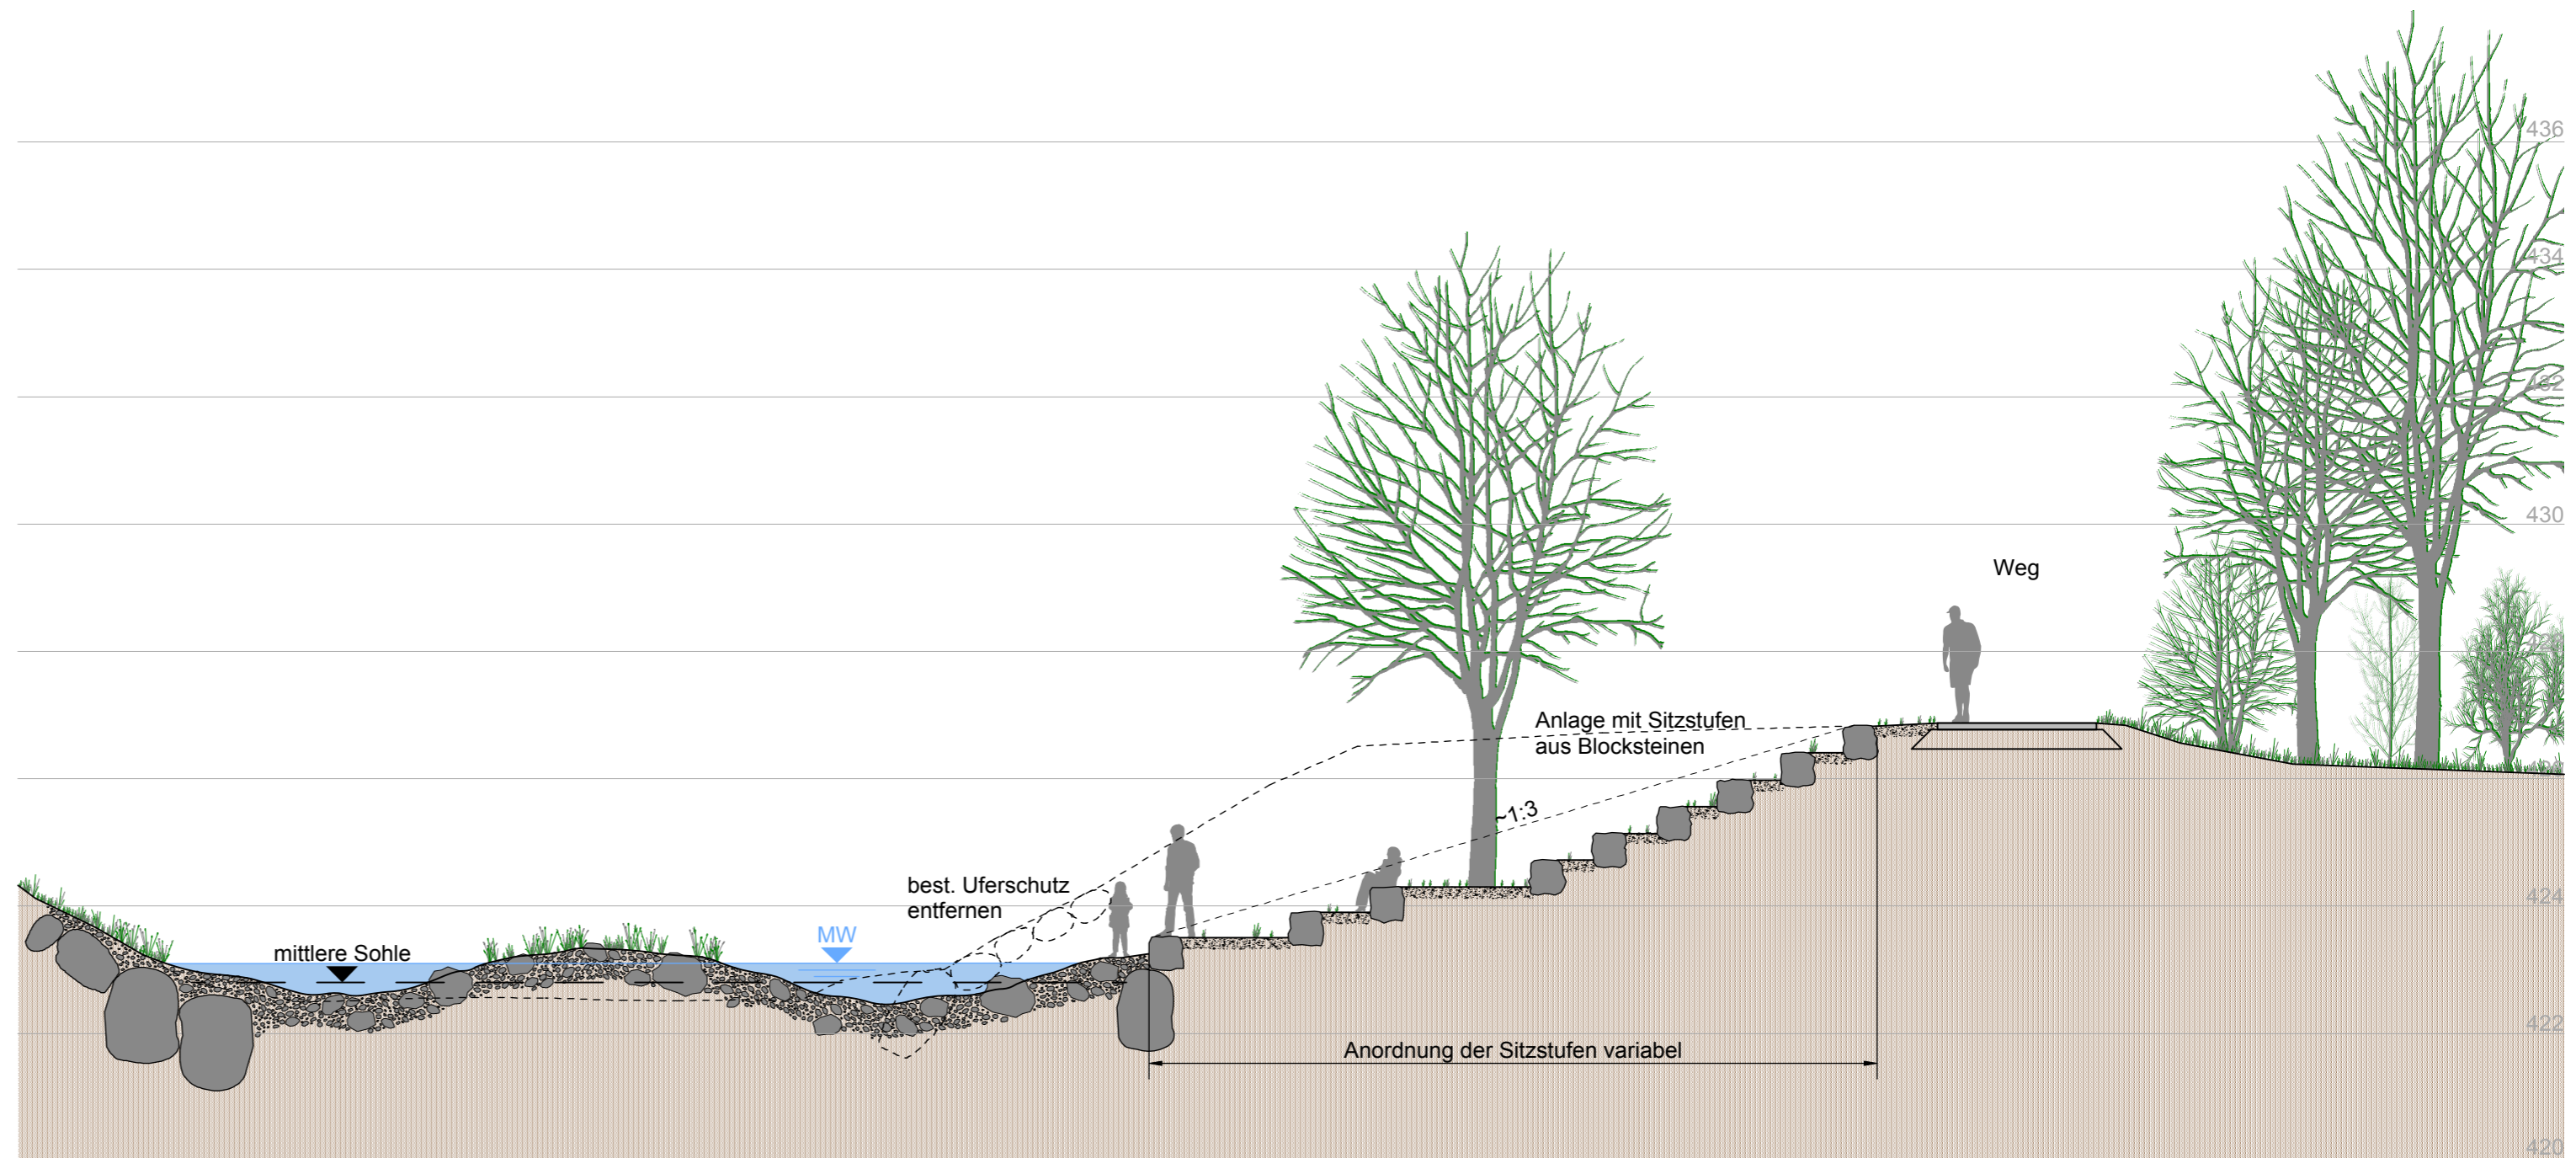 436
434
432
430
Weg
Anlage mit Sitzstufen
aus Blocksteinen
~1:3
best. Uferschutz
entfernen
424
MW
mittlere Sohle
422
Anordnung der Sitzstufen variabel
420